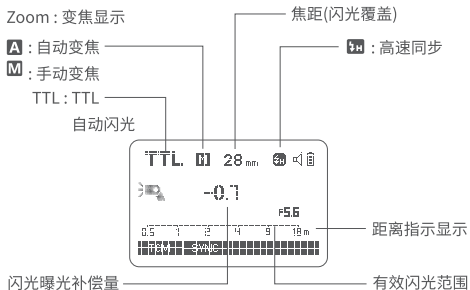 Zoom : 变焦显示
焦距(闪光覆盖)
A : 自动变焦
M : 手动变焦
: 高速同步
TTL : TTL
自动闪光
TTL M 28mm
-0.7
F5.6
0.5 1 2 4 9 18 m
SYNC
距离指示显示
闪光曝光补偿量
有效闪光范围